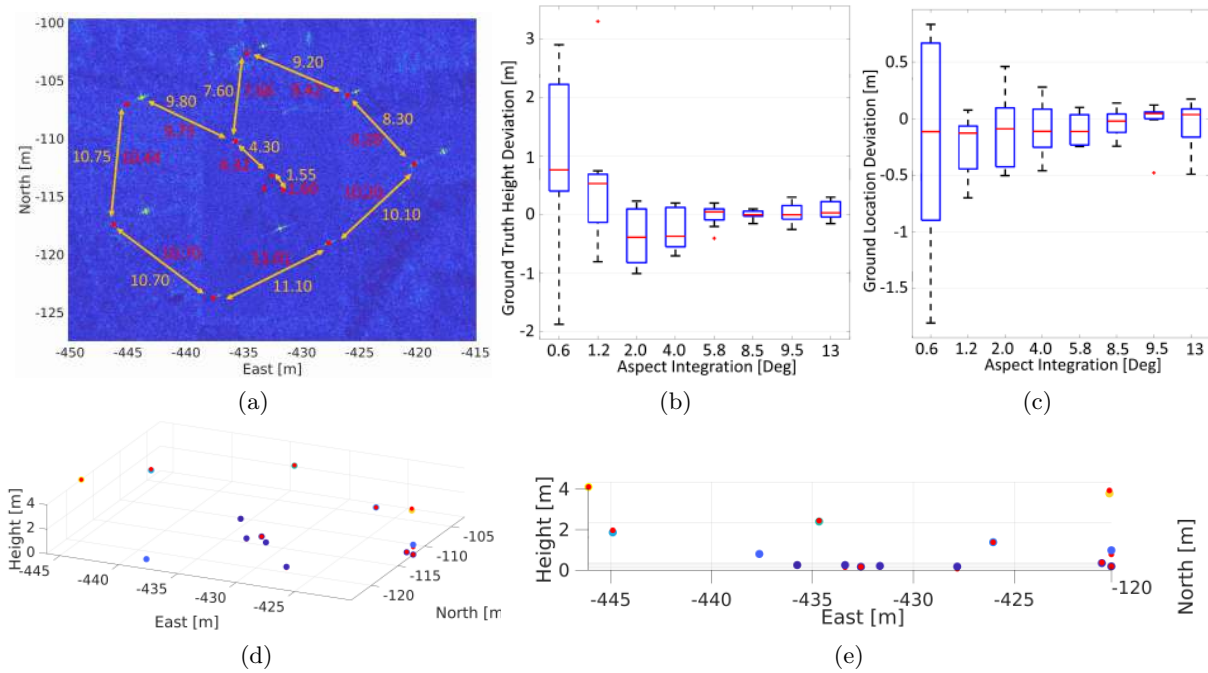 -100
-105
-110
-115
-120
-125
North [m]
9.20
7.60
9.80
8.30
4.30
10.75
1.55
10.10
10.70
11.10
-450 -445 -440 -435 -430 -425 -420 -415
East [m]
(a)
Ground Truth Height Deviation [m]
3
2
1
0
-1
-2
0.6 1.2 2.0 4.0 5.8 8.5 9.5 13
Aspect Integration [Deg]
(b)
Ground Location Deviation [m]
0.5
0
-0.5
-1
-1.5
0.6 1.2 2.0 4.0 5.8 8.5 9.5 13
Aspect Integration [Deg]
(c)
Height [m]
4
2
0
-445
-440
-435
-430
-425
East [m]
-105
-110
-115
-120
North [m
(d)
Height [m]
4
2
0
-445 -440 -435 -430 -425
-120
East [m]
North [m]
(e)